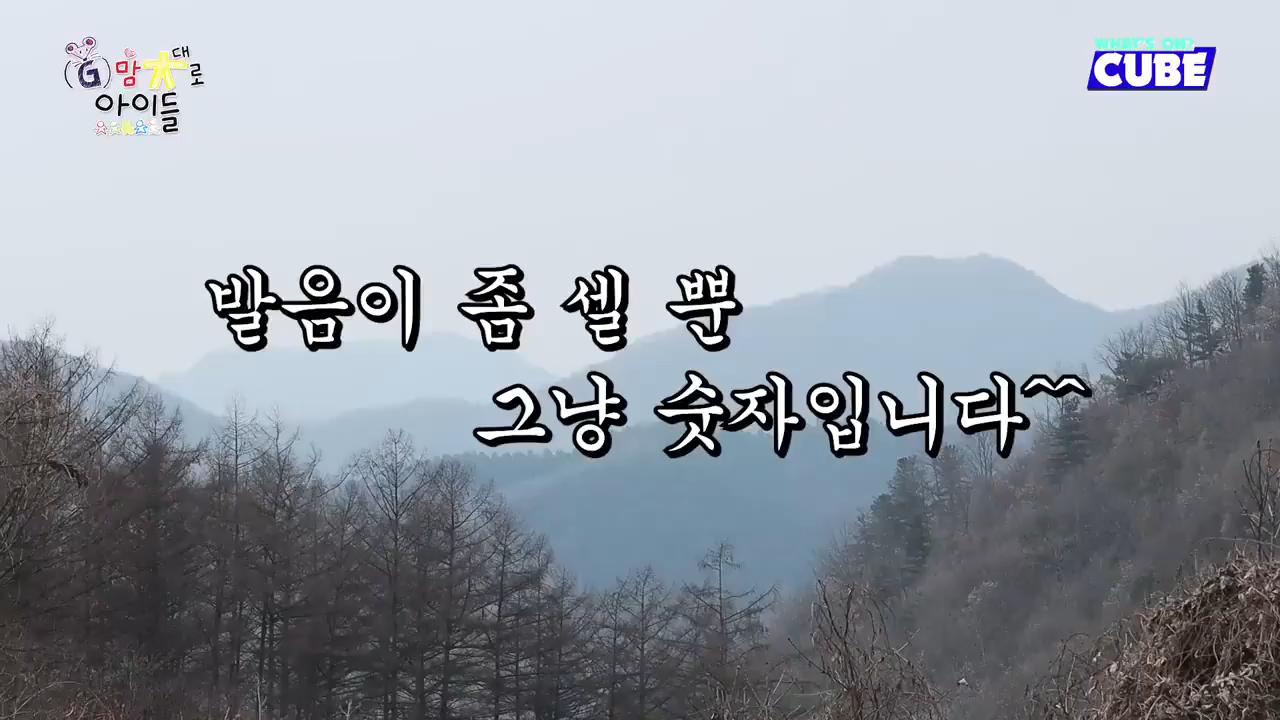 (G)맘大대로
아이들
WHAT'S ON?
CUBE
발음이 좀 셀 뿐
그냥 숫자입니다^^